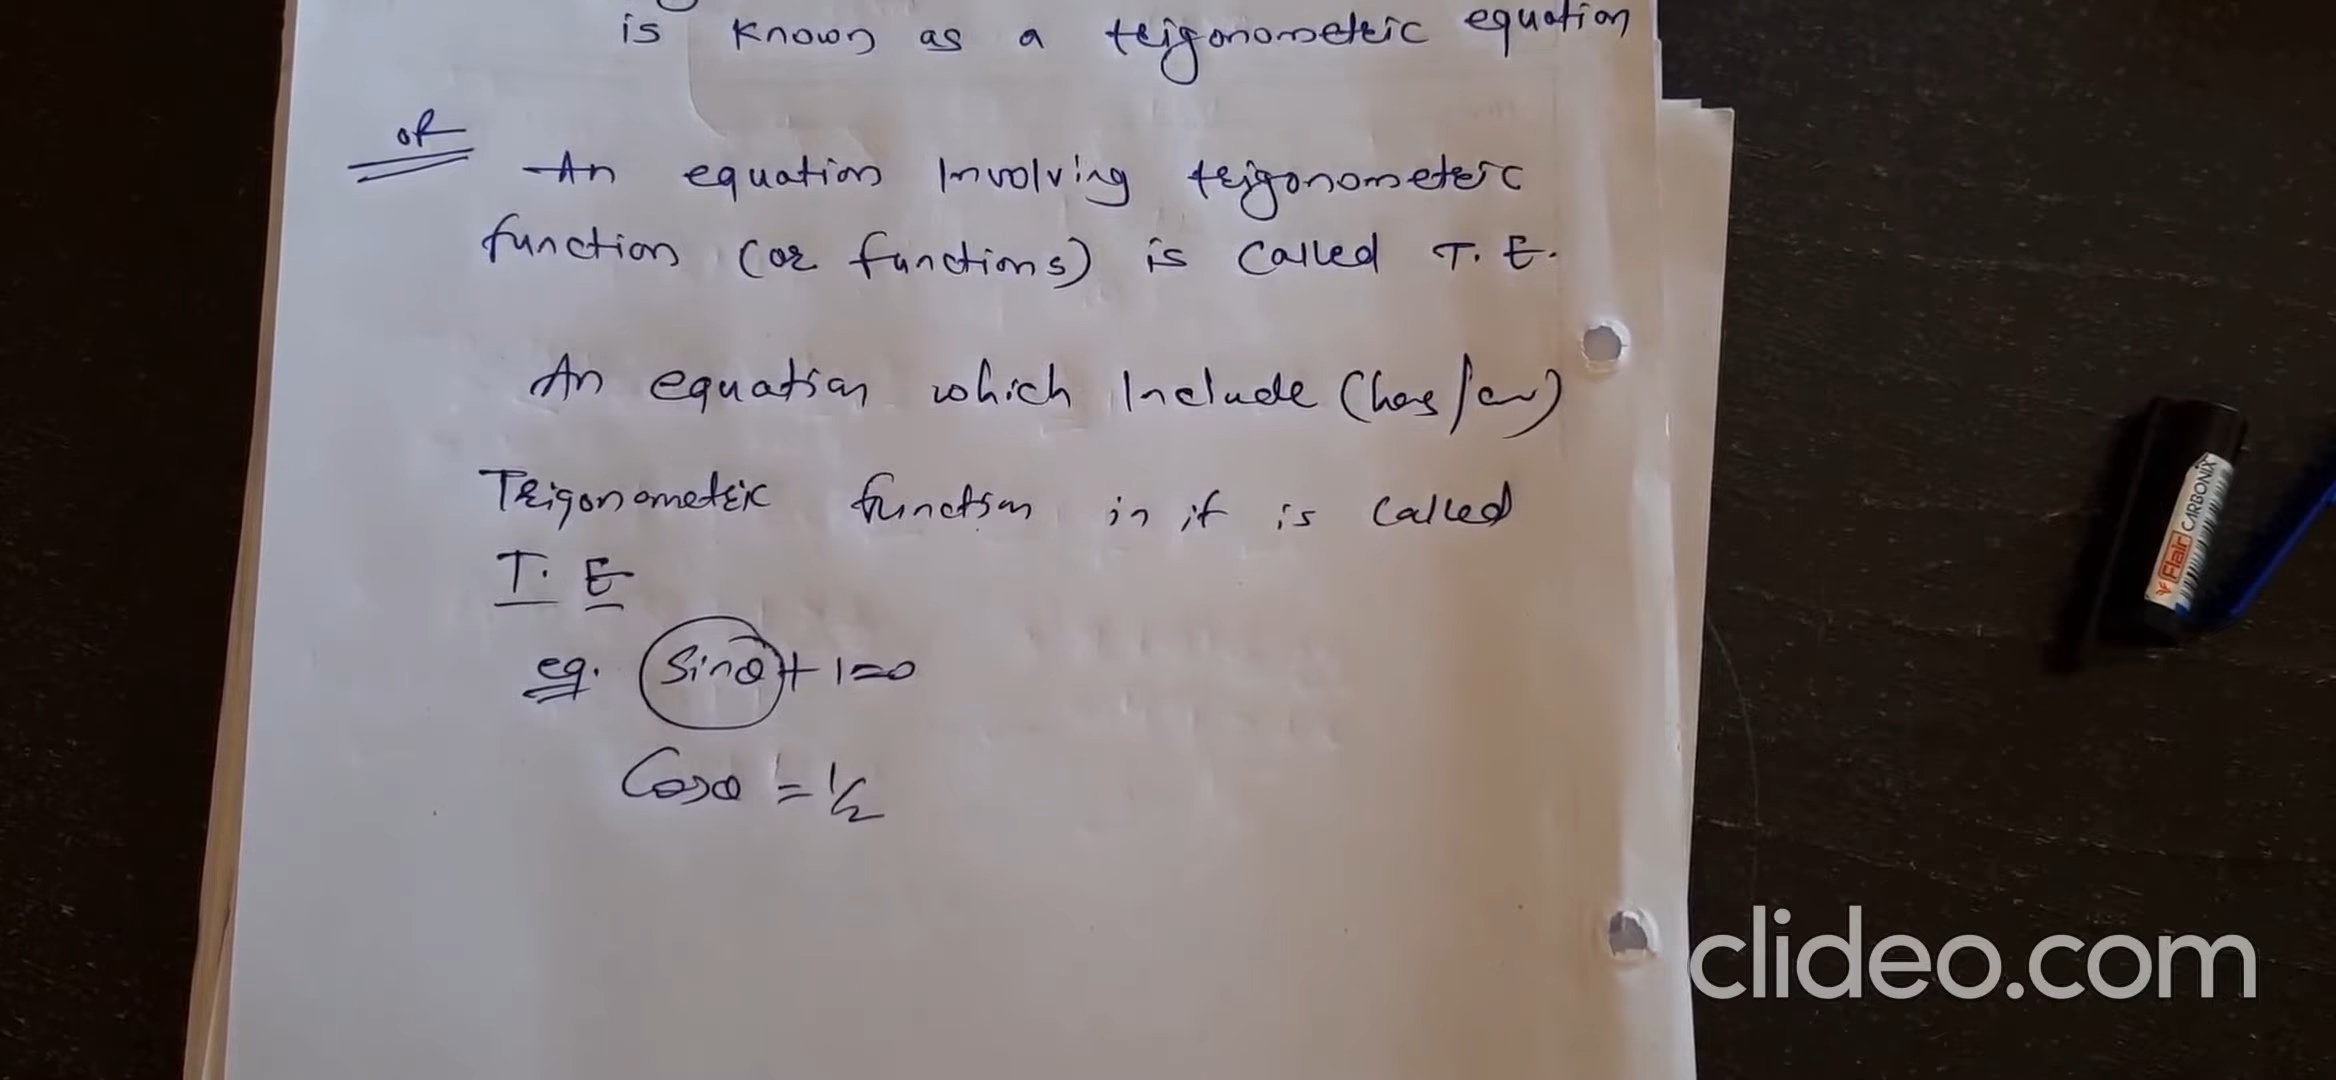 is known as a trigonometric equation
OR
An equation involving trigonometric
function (or functions) is called T. E.
An equation which Include (has/
Trigonometric function in it is called
T. E
eg. Sinθ + 1=0
Cosθ = 1/2
Flair CARBONIX
clideo.com